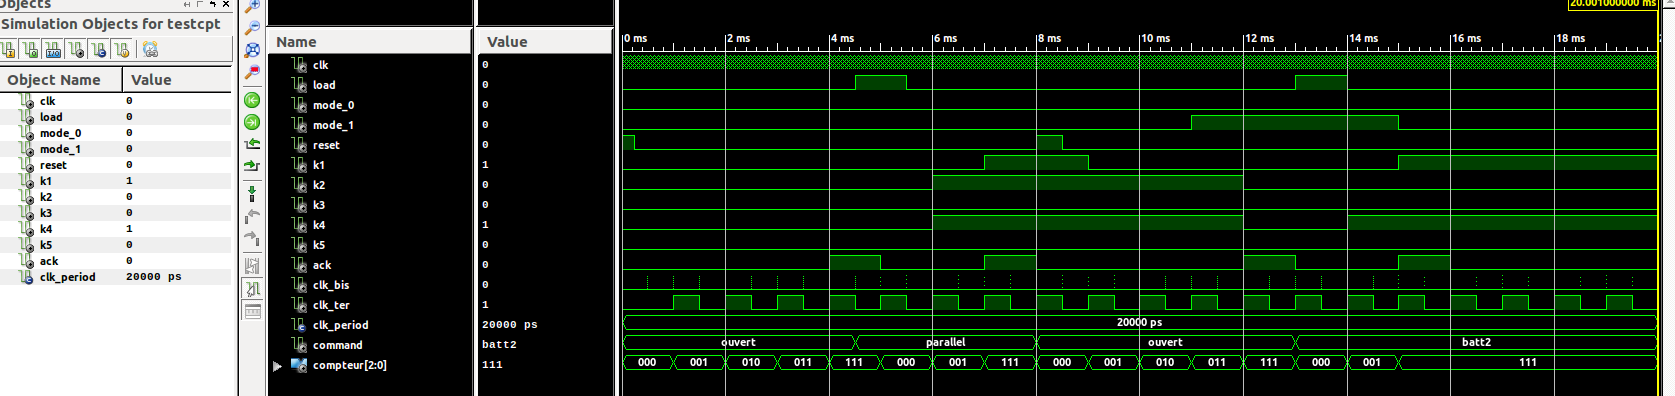 Objects
Simulation Objects for testcpt
Object Name Value
clk 0
load 0
mode_0 0
mode_1 0
reset 0
k1 1
k2 0
k3 0
k4 1
k5 0
ack 0
clk_period 20000 ps
20.001000000 ms
Name Value
0 ms 2 ms 4 ms 6 ms 8 ms 10 ms 12 ms 14 ms 16 ms 18 ms
clk 0
load 0
mode_0 0
mode_1 0
reset 0
k1 1
k2 0
k3 0
k4 1
k5 0
ack 0
clk_bis 0
clk_ter 1
clk_period 20000 ps 20000 ps
command batt2 ouvert parallel ouvert batt2
compteur[2:0] 111 000 001 010 011 111 000 001 111 000 001 010 011 111 000 001 111